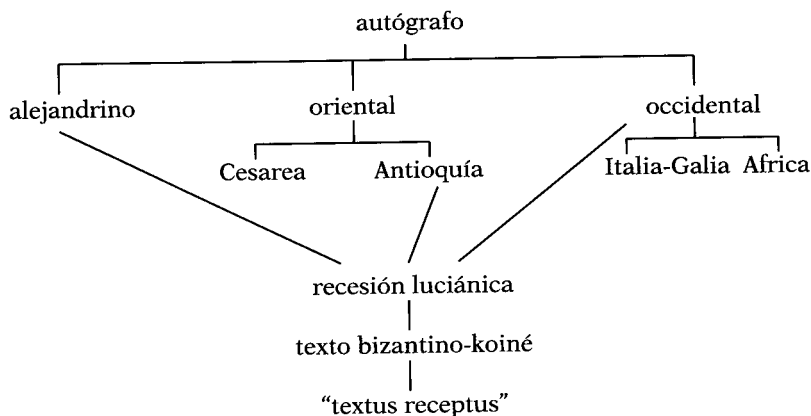 autógrafo
alejandrino oriental occidental
Cesarea Antioquía Italia-Galia Africa
recesión luciánica
texto bizantino-koiné
“textus receptus”